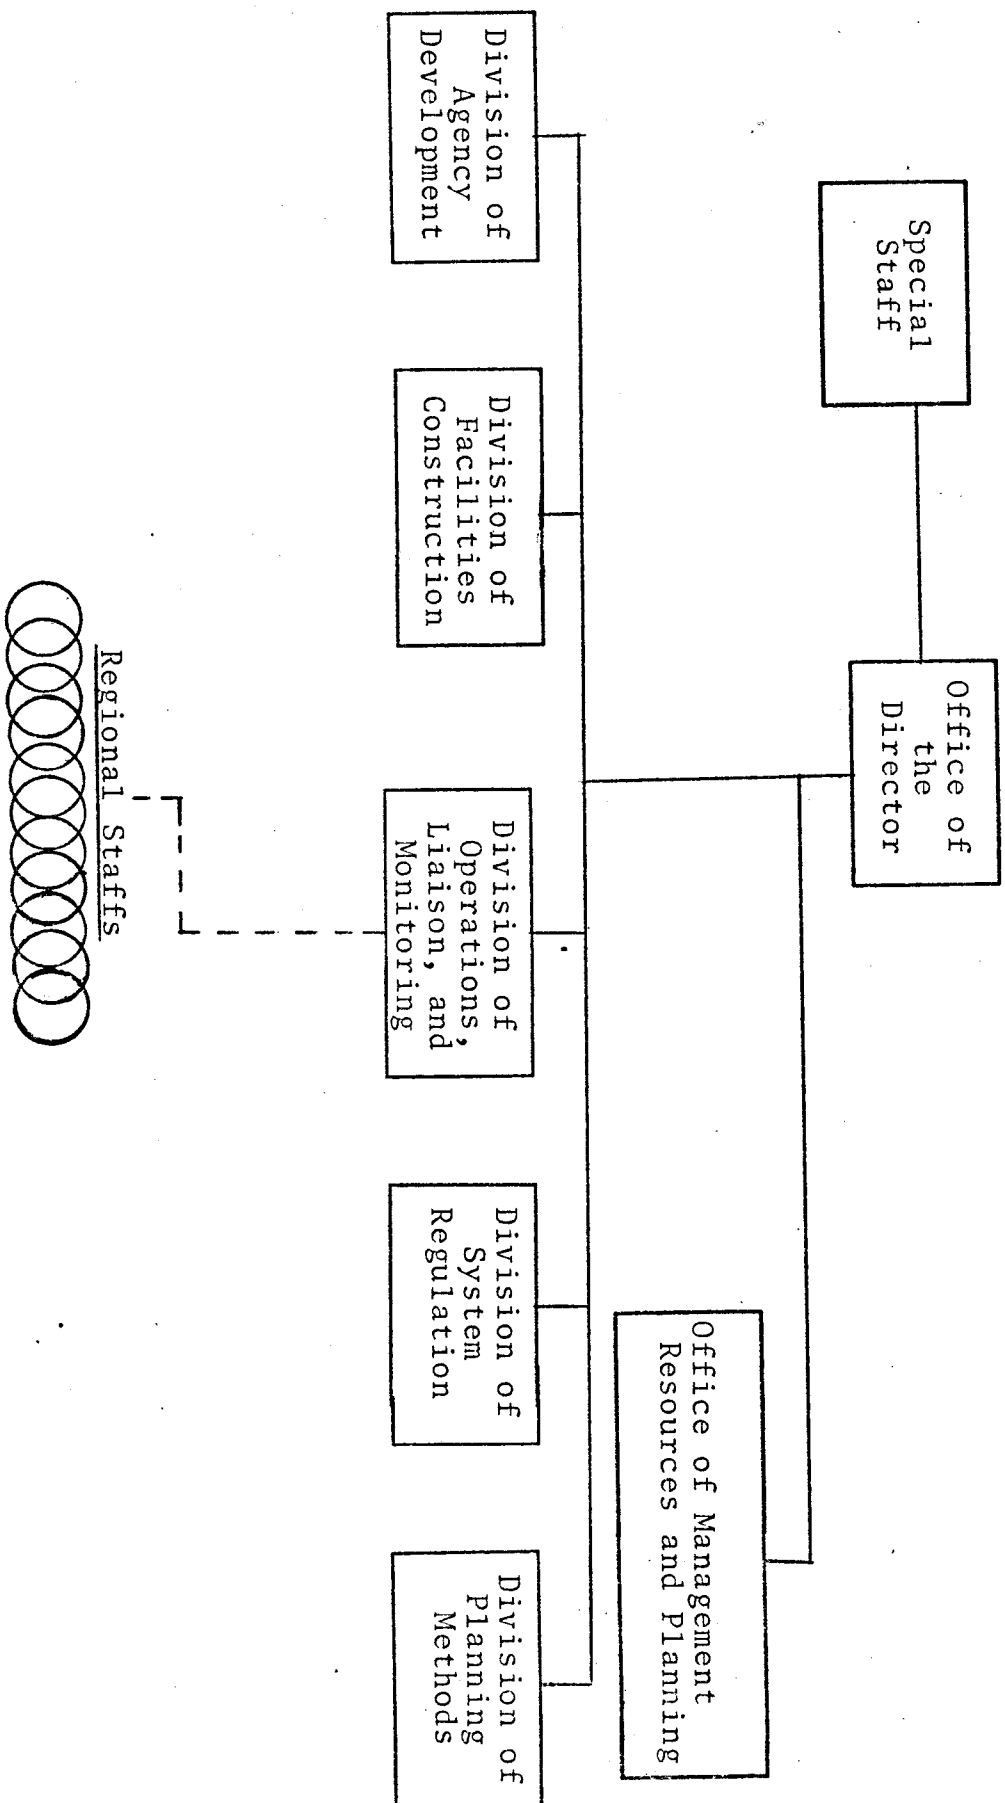 Office of
the
Director
Special
Staff
Office of Management
Resources and Planning
Division of
Agency
Development
Division of
Facilities
Construction
Division of
Operations,
Liaison, and
Monitoring
Division of
System
Regulation
Division of
Planning
Methods
Regional Staffs